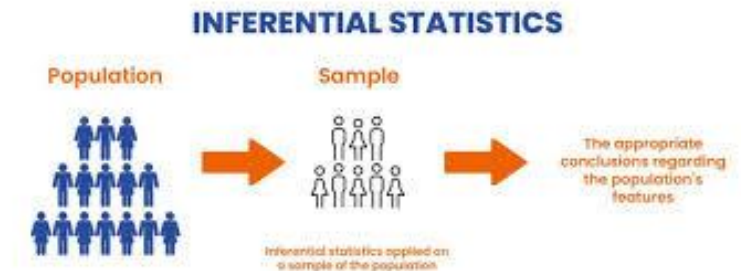 INFERENTIAL STATISTICS
Population
Sample
The appropriate
conclusions regarding
the population's
features
Inferential statistics applied on
a sample of the population